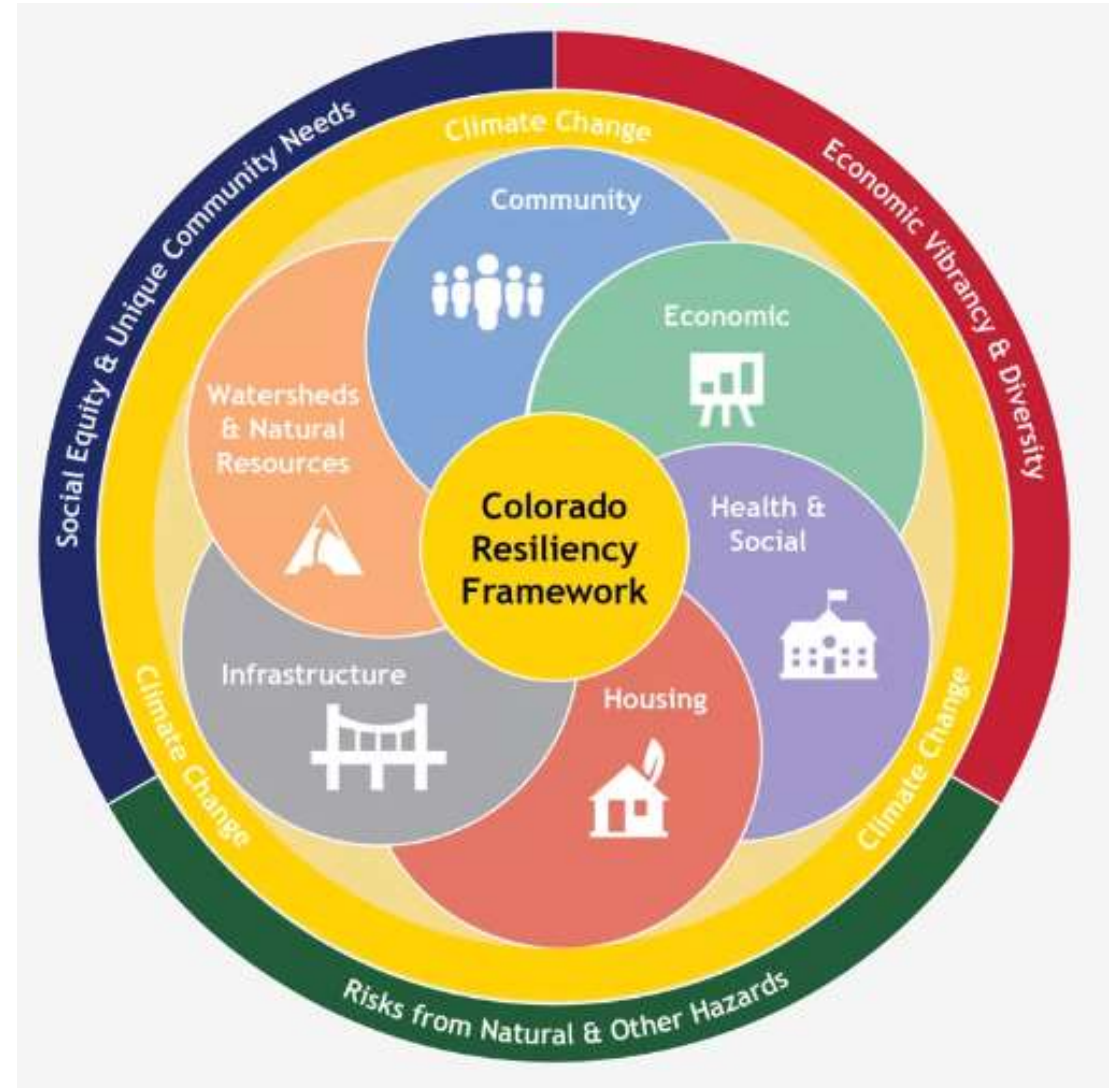 Social Equity & Unique Community Needs
Economic Vibrancy & Diversity
Climate Change
Community
Economic
Watersheds
& Natural
Resources
Colorado
Resiliency
Framework
Health &
Social
Infrastructure
Housing
Climate Change
Climate Change
Risks from Natural & Other Hazards